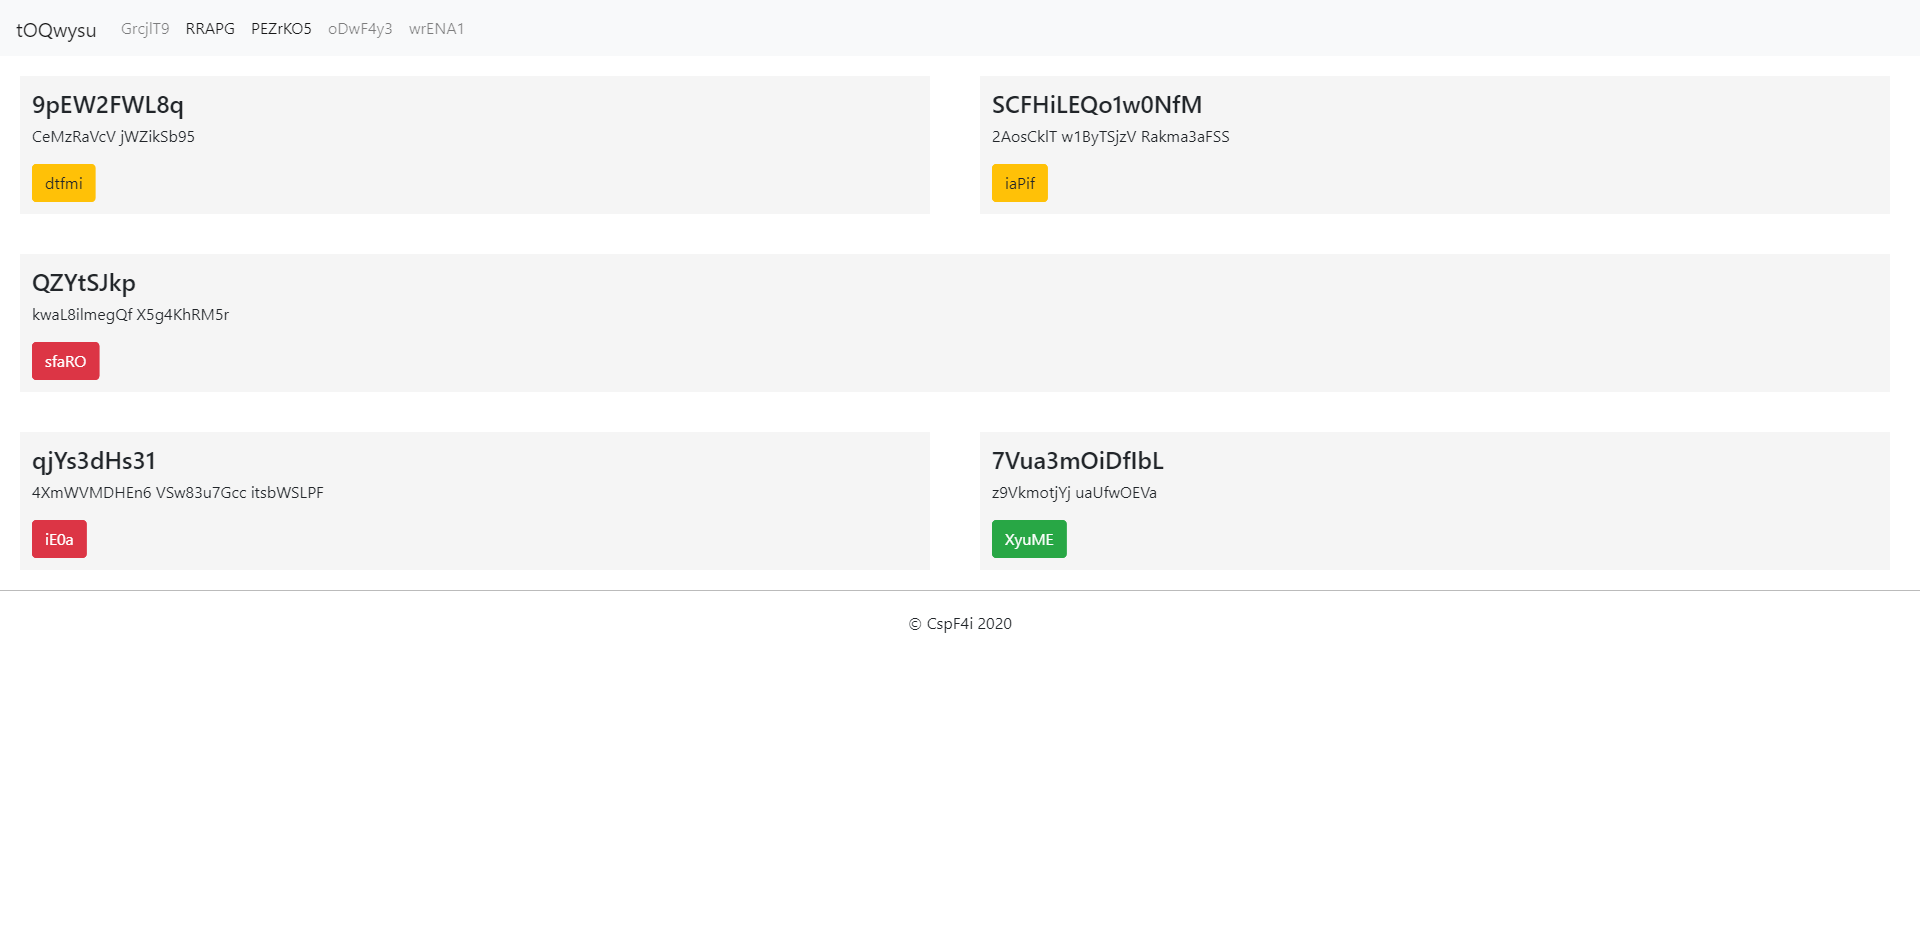 tOQwysu GrcjlT9 RRAPG PEZrKO5 oDwF4y3 wrENA1
9pEW2FWL8q
CeMzRaVcV jWZikSb95
dtfmi
SCFHiLEQo1w0NfM
2AosCklT w1ByTSjzV Rakma3aFSS
iaPif
QZYtSJkp
kwaL8ilmegQf X5g4KhRM5r
sfaRO
qjYs3dHs31
4XmWVMDHEn6 VSw83u7Gcc itsbWSLPF
iE0a
7Vua3mOiDfIbL
z9VkmotjYj uaUfwOEVa
XyuME
© CspF4i 2020